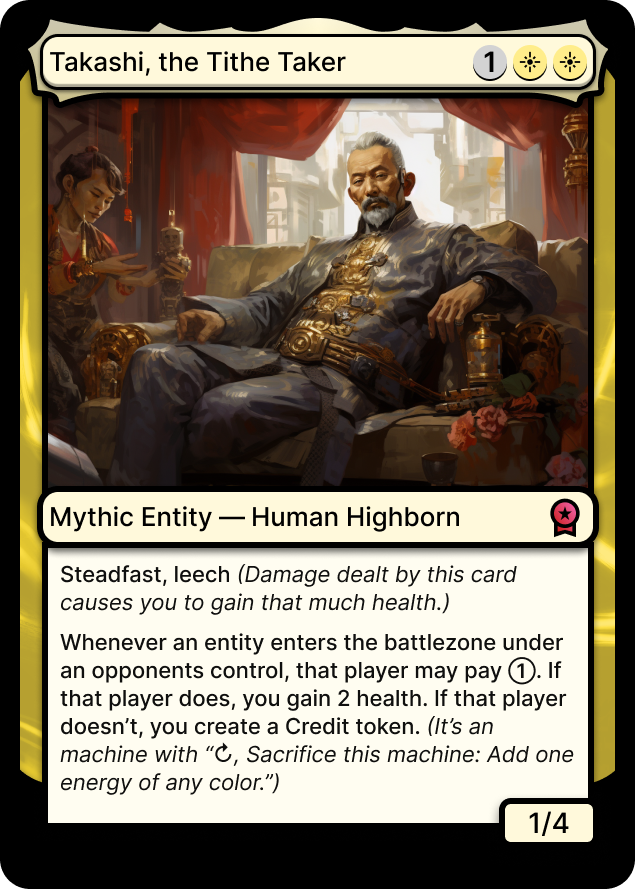 Takashi, the Tithe Taker
1
Mythic Entity — Human Highborn
Steadfast, leech (Damage dealt by this card
causes you to gain that much health.)
Whenever an entity enters the battlezone under
an opponents control, that player may pay ①. If
that player does, you gain 2 health. If that player
doesn’t, you create a Credit token. (It’s an
machine with “↻, Sacrifice this machine: Add one
energy of any color.”)
1/4